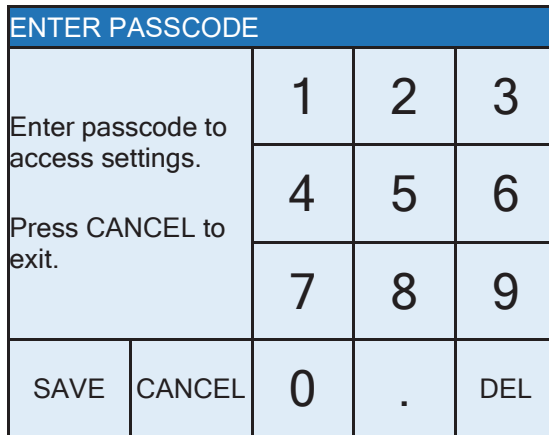 ENTER PASSCODE
Enter passcode to
access settings.
Press CANCEL to
exit.
1 2 3
4 5 6
7 8 9
SAVE CANCEL 0 . DEL